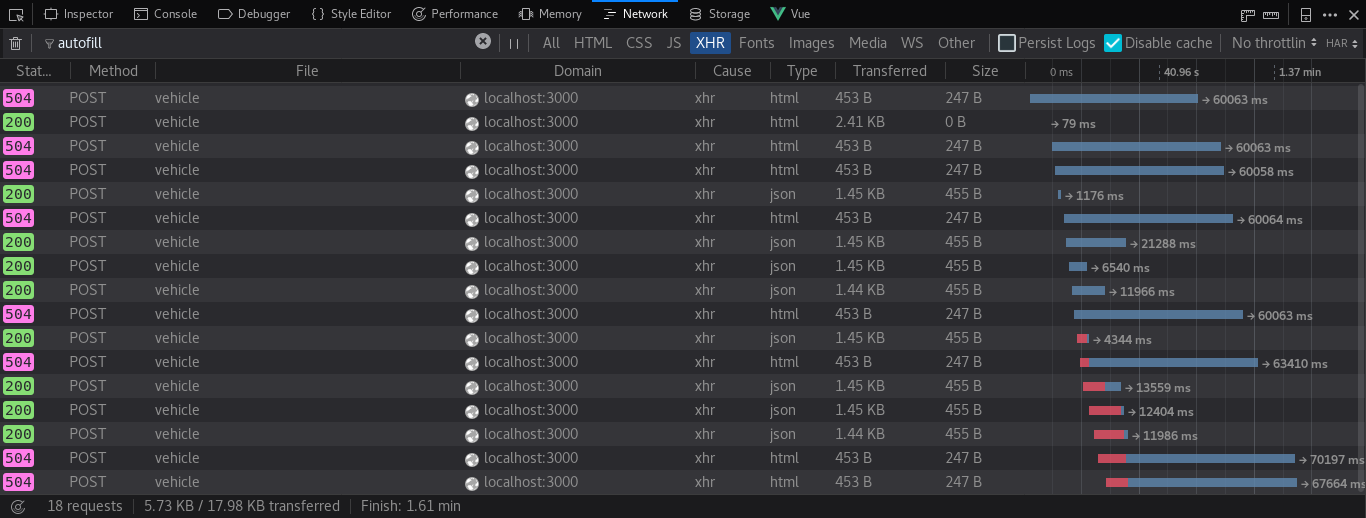 Inspector Console Debugger {} Style Editor Performance Memory Network Storage Vue
autofill All HTML CSS JS XHR Fonts Images Media WS Other Persist Logs Disable cache No throttlin HAR
Stat… Method File Domain Cause Type Transferred Size 0 ms 40.96 s 1.37 min
504 POST vehicle localhost:3000 xhr html 453 B 247 B → 60063 ms
200 POST vehicle localhost:3000 xhr html 2.41 KB 0 B → 79 ms
504 POST vehicle localhost:3000 xhr html 453 B 247 B → 60063 ms
504 POST vehicle localhost:3000 xhr html 453 B 247 B → 60058 ms
200 POST vehicle localhost:3000 xhr json 1.45 KB 455 B → 1176 ms
504 POST vehicle localhost:3000 xhr html 453 B 247 B → 60064 ms
200 POST vehicle localhost:3000 xhr json 1.45 KB 455 B → 21288 ms
200 POST vehicle localhost:3000 xhr json 1.45 KB 455 B → 6540 ms
200 POST vehicle localhost:3000 xhr json 1.44 KB 455 B → 11966 ms
504 POST vehicle localhost:3000 xhr html 453 B 247 B → 60063 ms
200 POST vehicle localhost:3000 xhr json 1.45 KB 455 B → 4344 ms
504 POST vehicle localhost:3000 xhr html 453 B 247 B → 63410 ms
200 POST vehicle localhost:3000 xhr json 1.45 KB 455 B → 13559 ms
200 POST vehicle localhost:3000 xhr json 1.45 KB 455 B → 12404 ms
200 POST vehicle localhost:3000 xhr json 1.44 KB 455 B → 11986 ms
504 POST vehicle localhost:3000 xhr html 453 B 247 B → 70197 ms
504 POST vehicle localhost:3000 xhr html 453 B 247 B → 67664 ms
18 requests 5.73 KB / 17.98 KB transferred Finish: 1.61 min